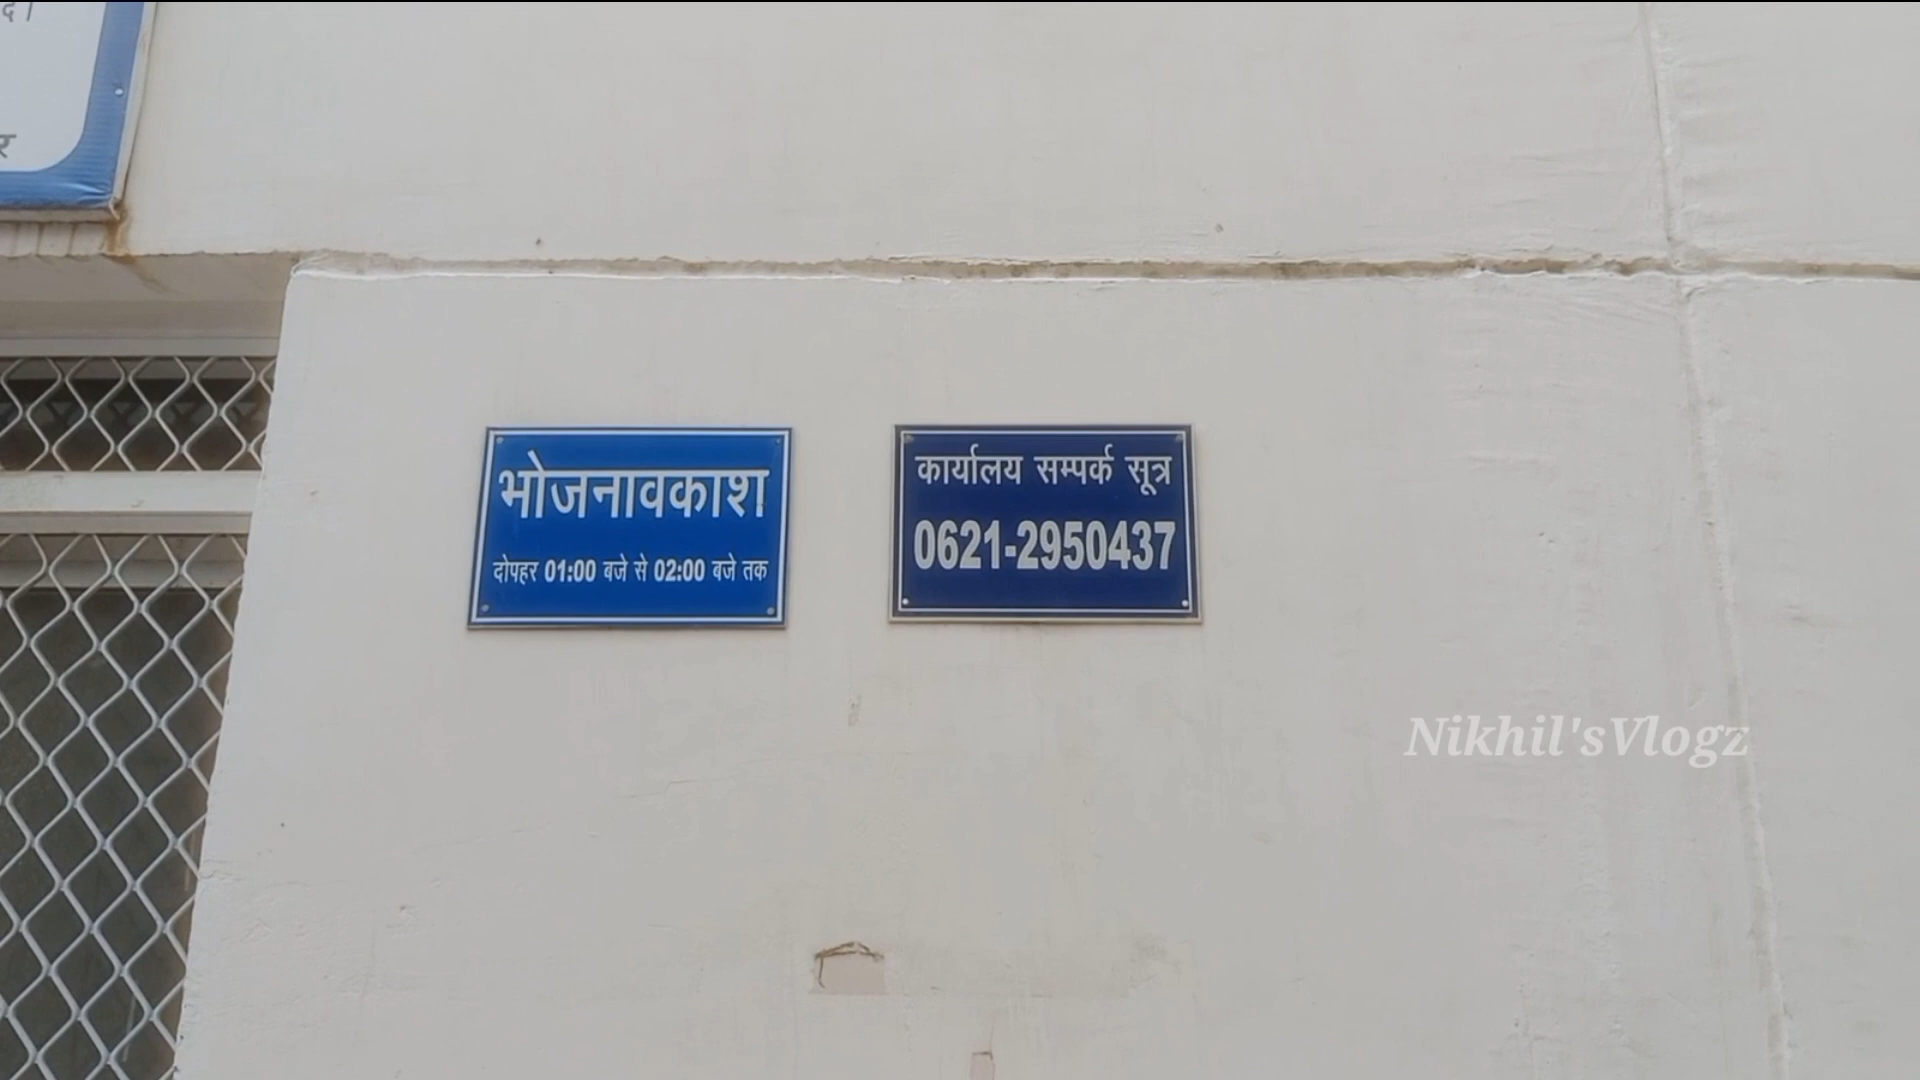 भोजनावकाश
दोपहर 01:00 बजे से 02:00 बजे तक
कार्यालय सम्पर्क सूत्र
0621-2950437
Nikhil'sVlogz